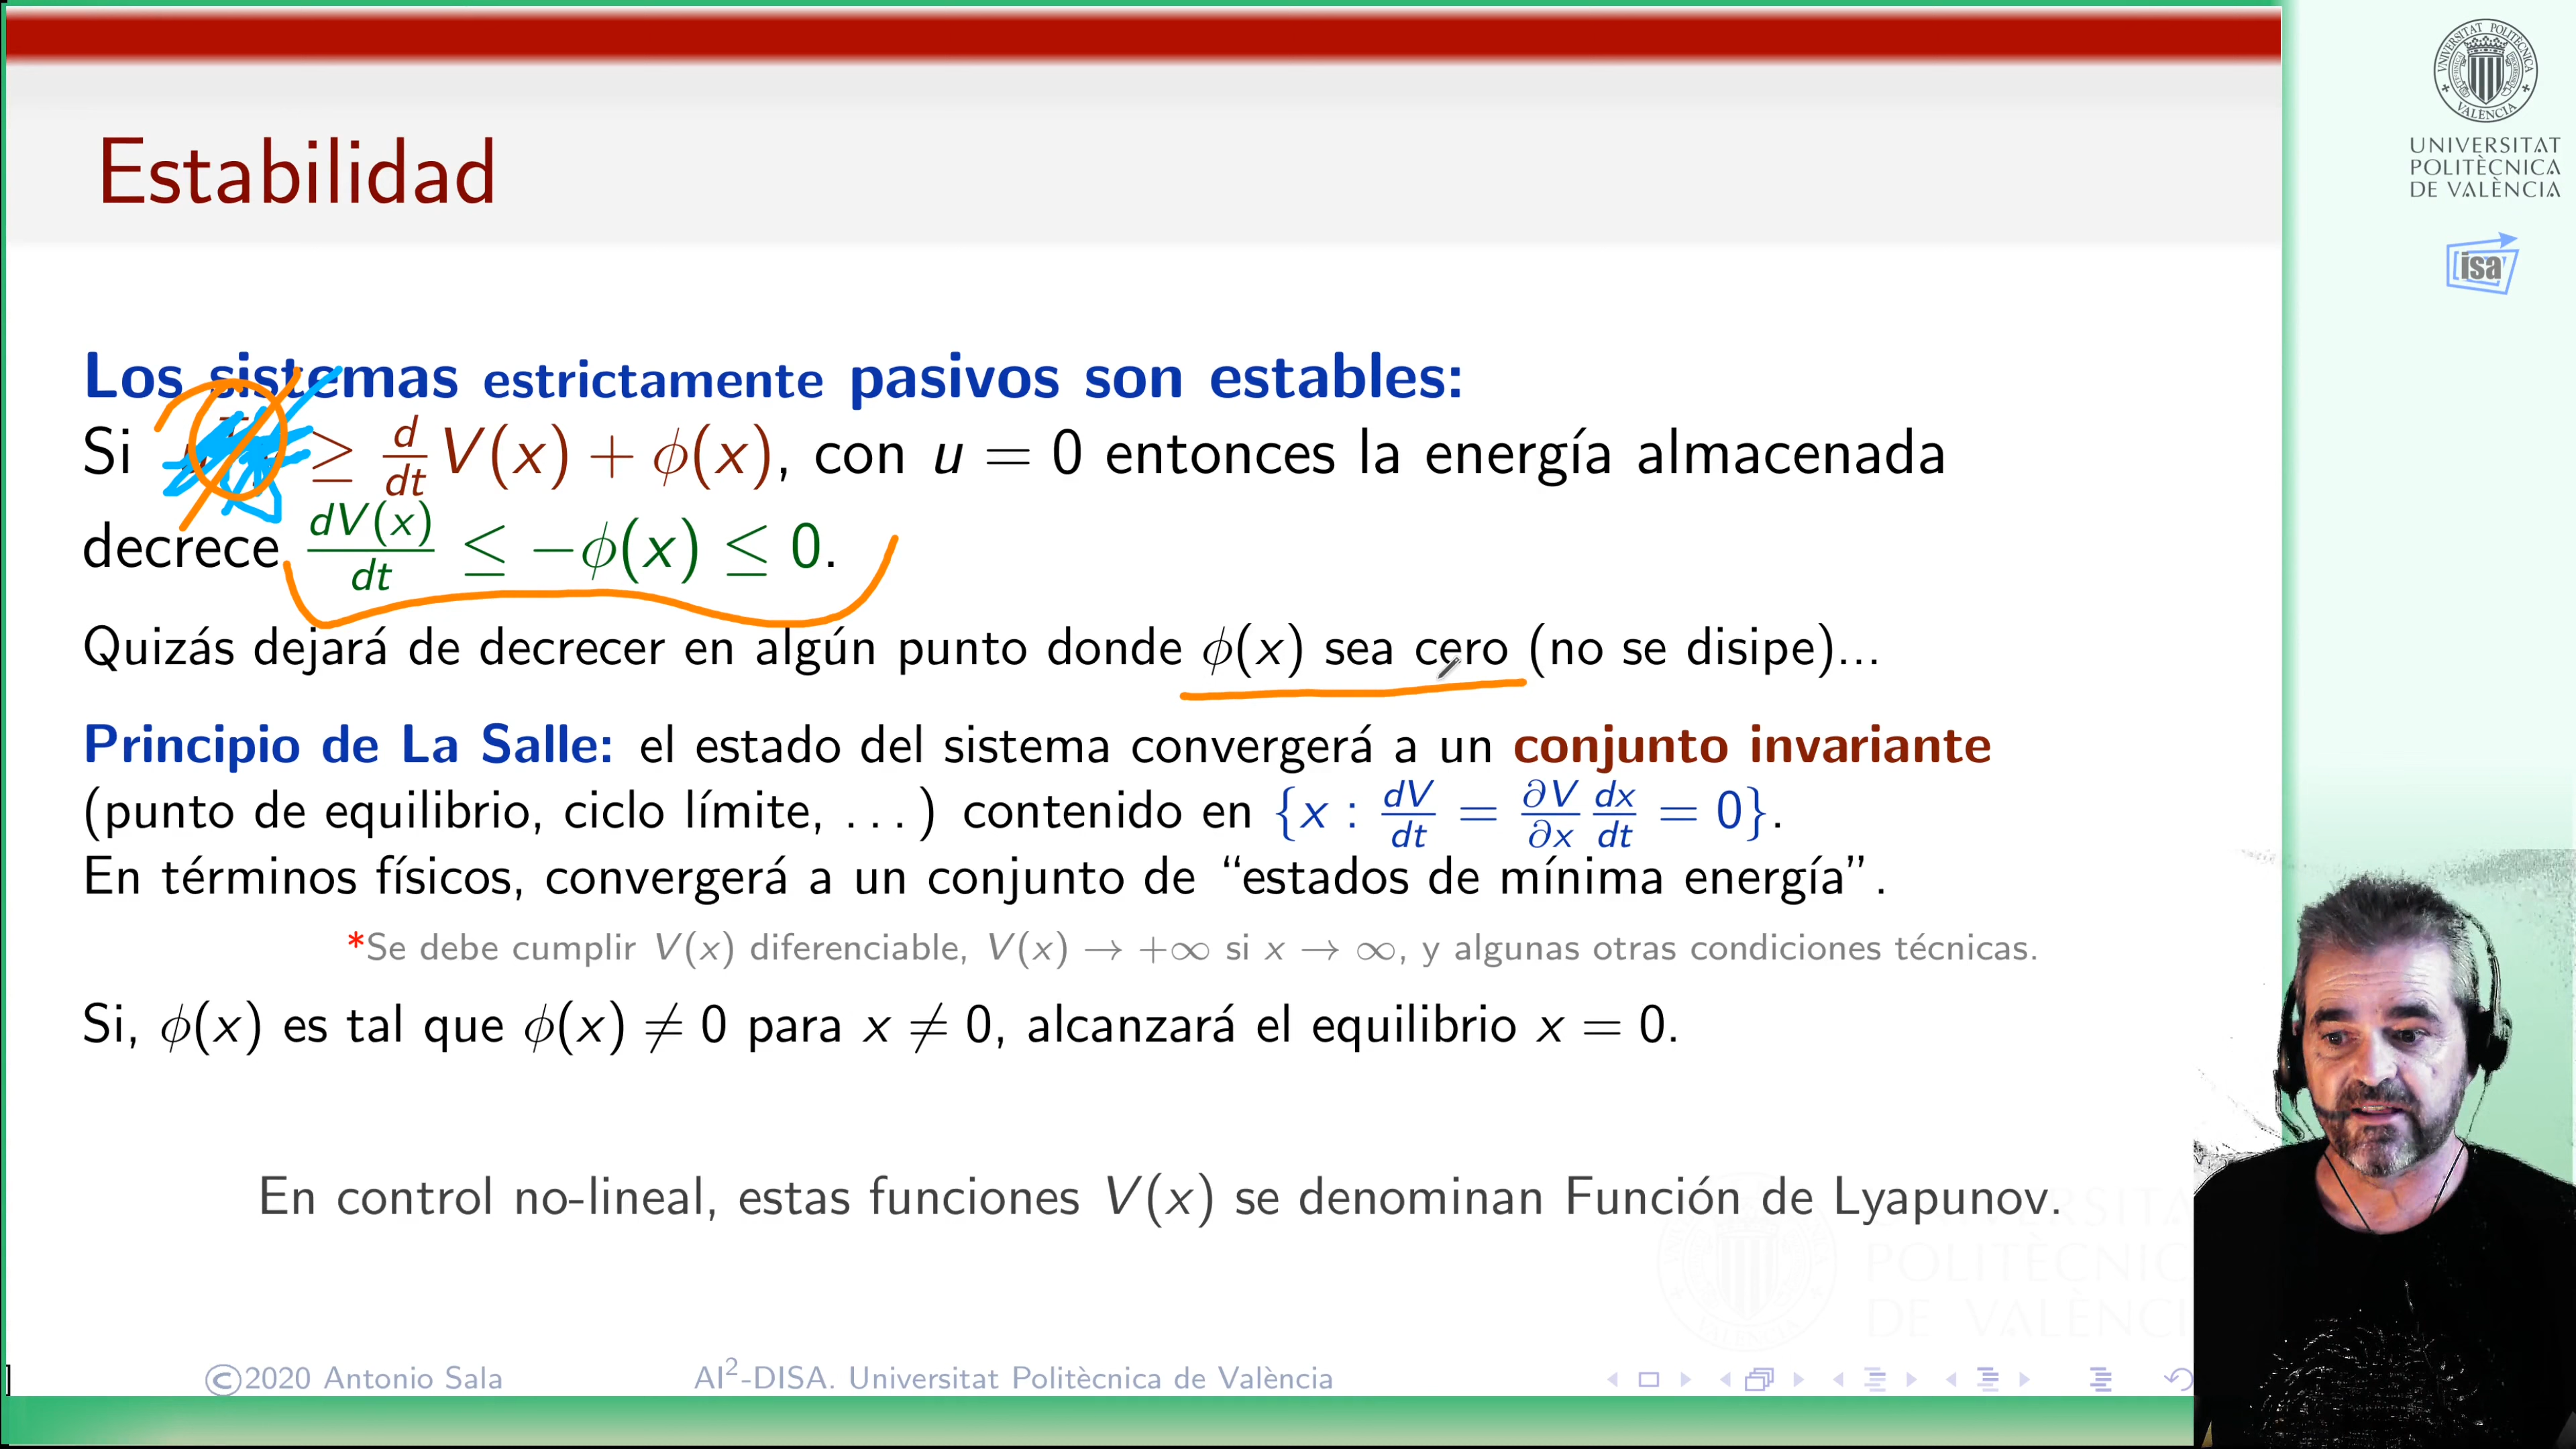 Estabilidad
UNIVERSITAT
POLITÈCNICA
DE VALÈNCIA
isa
Los sistemas estrictamente pasivos son estables:
Si ≥ d/dt V(x) + ϕ(x), con u = 0 entonces la energía almacenada
decrece dV(x)/dt ≤ −ϕ(x) ≤ 0.
Quizás dejará de decrecer en algún punto donde ϕ(x) sea cero (no se disipe)...
Principio de La Salle: el estado del sistema convergerá a un conjunto invariante
(punto de equilibrio, ciclo límite, ...) contenido en {x : dV/dt = ∂V/∂x dx/dt = 0}.
En términos físicos, convergerá a un conjunto de “estados de mínima energía”.
*Se debe cumplir V(x) diferenciable, V(x) → +∞ si x → ∞, y algunas otras condiciones técnicas.
Si, ϕ(x) es tal que ϕ(x) ≠ 0 para x ≠ 0, alcanzará el equilibrio x = 0.
En control no-lineal, estas funciones V(x) se denominan Función de Lyapunov.
©2020 Antonio Sala AI²-DISA. Universitat Politècnica de València